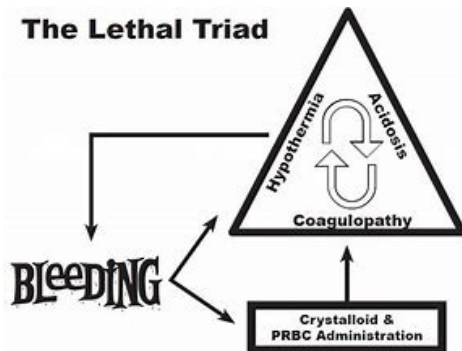 The Lethal Triad
Hypothermia
Acidosis
Coagulopathy
BLeeDiNG
Crystalloid &
PRBC Administration